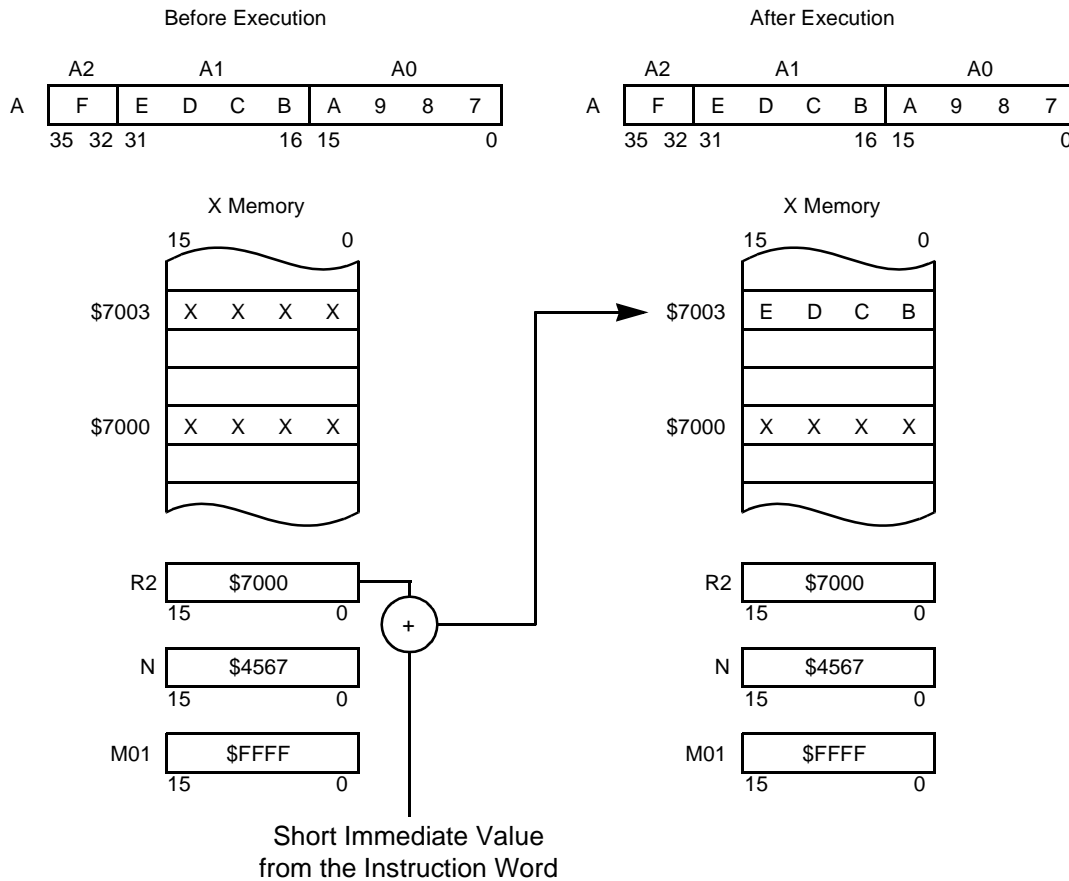 Before Execution After Execution
A2 A1 A0 A2 A1 A0
A F E D C B A 9 8 7 A F E D C B A 9 8 7
35 32 31 16 15 0 35 32 31 16 15 0
X Memory X Memory
15 0 15 0
$7003 X X X X $7003 E D C B
$7000 X X X X $7000 X X X X
R2 $7000 R2 $7000
15 0 15 0
+
N $4567 N $4567
15 0 15 0
M01 $FFFF M01 $FFFF
15 0 15 0
Short Immediate Value
from the Instruction Word